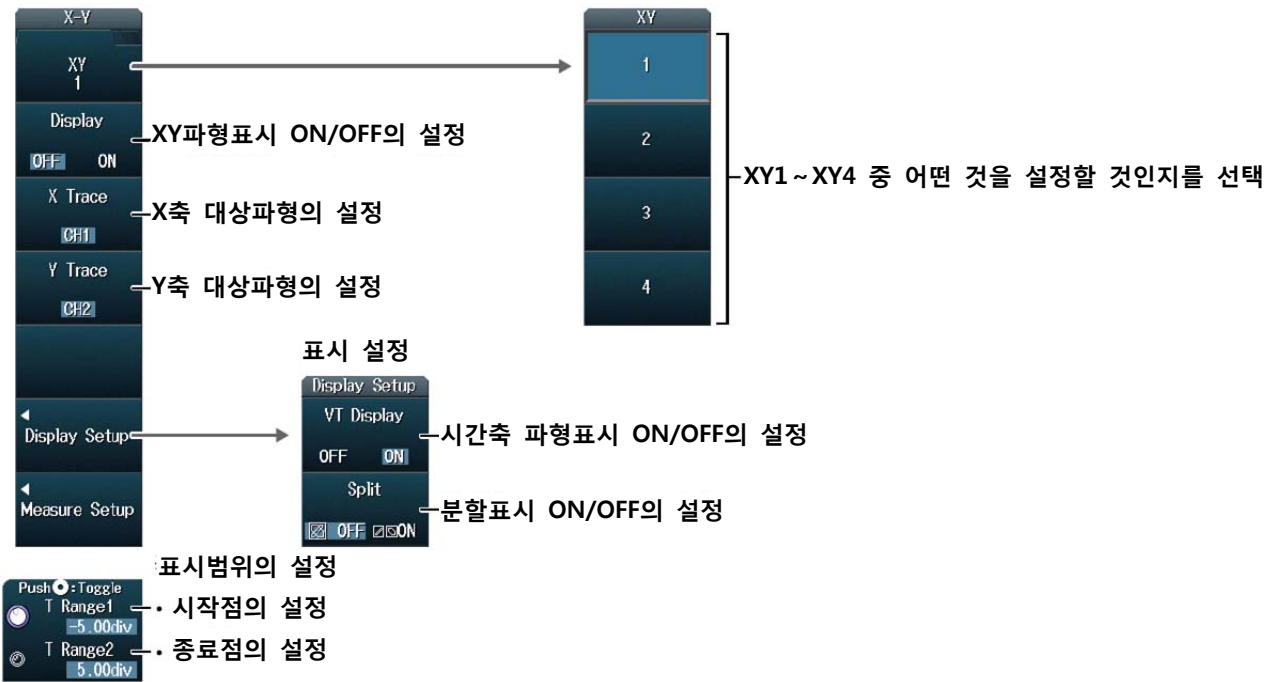 X-Y
XY
1
Display
OFF ON
XY파형표시 ON/OFF의 설정
X Trace
CH1
X축 대상파형의 설정
Y Trace
CH2
Y축 대상파형의 설정
Display Setup
Measure Setup
XY
1
2
3
4
XY1~XY4 중 어떤 것을 설정할 것인지를 선택
표시 설정
Display Setup
VT Display
OFF ON
시간축 파형표시 ON/OFF의 설정
Split
OFF ON
분할표시 ON/OFF의 설정
표시범위의 설정
Push :Toggle
T Range1
-5.00div
· 시작점의 설정
T Range2
5.00div
· 종료점의 설정